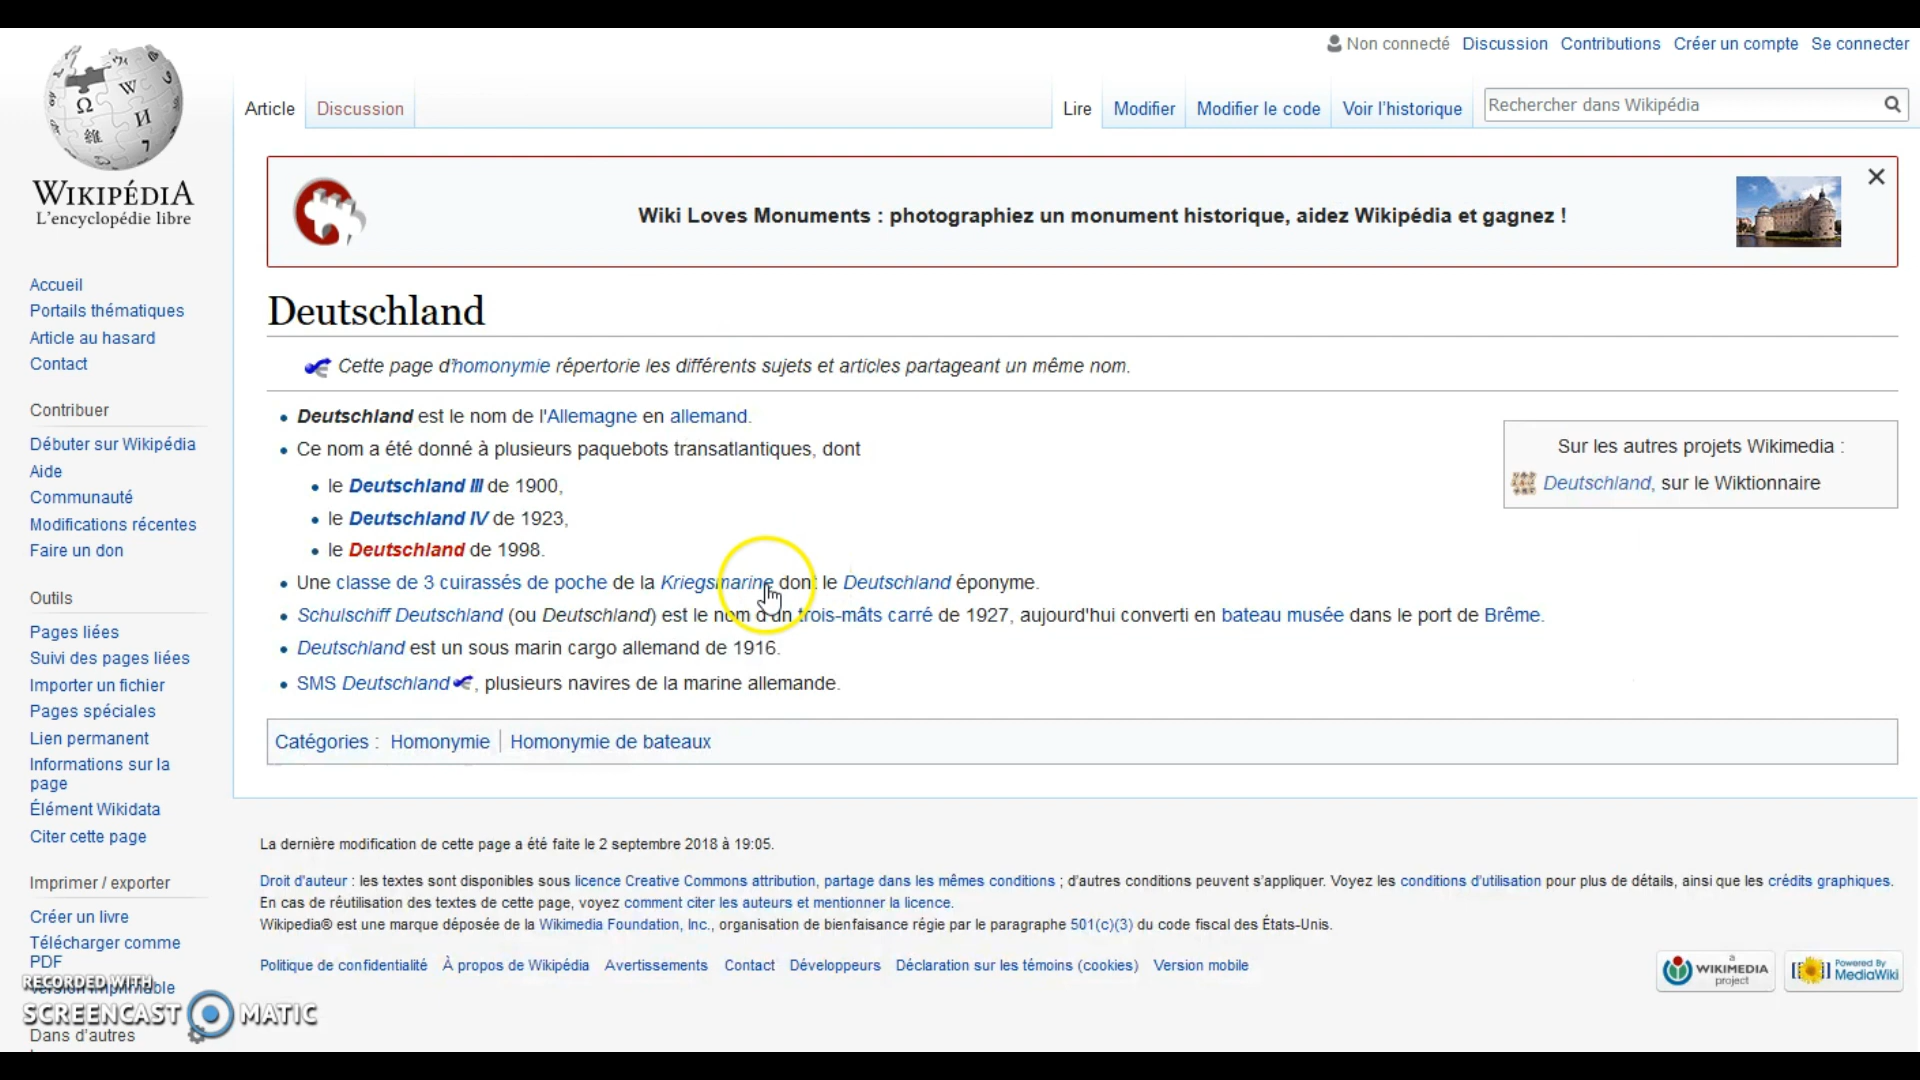 Non connecté Discussion Contributions Créer un compte Se connecter
Article Discussion Lire Modifier Modifier le code Voir l'historique Rechercher dans Wikipédia
WIKIPÉDIA
L'encyclopédie libre
Accueil
Portails thématiques
Article au hasard
Contact
Contribuer
Débuter sur Wikipédia
Aide
Communauté
Modifications récentes
Faire un don
Outils
Pages liées
Suivi des pages liées
Importer un fichier
Pages spéciales
Lien permanent
Informations sur la
page
Élément Wikidata
Citer cette page
Imprimer / exporter
Créer un livre
Télécharger comme
PDF
Version imprimable
Dans d'autres
RECORDED WITH
SCREENCAST MATIC
Wiki Loves Monuments : photographiez un monument historique, aidez Wikipédia et gagnez !
Deutschland
Cette page d'homonymie répertorie les différents sujets et articles partageant un même nom.
Deutschland est le nom de l'Allemagne en allemand.
Ce nom a été donné à plusieurs paquebots transatlantiques, dont
le Deutschland III de 1900,
le Deutschland IV de 1923,
le Deutschland de 1998.
Une classe de 3 cuirassés de poche de la Kriegsmarine dont le Deutschland éponyme.
Schulschiff Deutschland (ou Deutschland) est le nom d'un trois-mâts carré de 1927, aujourd'hui converti en bateau musée dans le port de Brême.
Deutschland est un sous marin cargo allemand de 1916.
SMS Deutschland, plusieurs navires de la marine allemande.
Sur les autres projets Wikimedia :
Deutschland, sur le Wiktionnaire
Catégories : Homonymie | Homonymie de bateaux
La dernière modification de cette page a été faite le 2 septembre 2018 à 19:05.
Droit d'auteur : les textes sont disponibles sous licence Creative Commons attribution, partage dans les mêmes conditions ; d'autres conditions peuvent s'appliquer. Voyez les conditions d'utilisation pour plus de détails, ainsi que les crédits graphiques.
En cas de réutilisation des textes de cette page, voyez comment citer les auteurs et mentionner la licence.
Wikipedia® est une marque déposée de la Wikimedia Foundation, Inc., organisation de bienfaisance régie par le paragraphe 501(c)(3) du code fiscal des États-Unis.
Politique de confidentialité À propos de Wikipédia Avertissements Contact Développeurs Déclaration sur les témoins (cookies) Version mobile
a
WIKIMEDIA
project
Powered By
MediaWiki